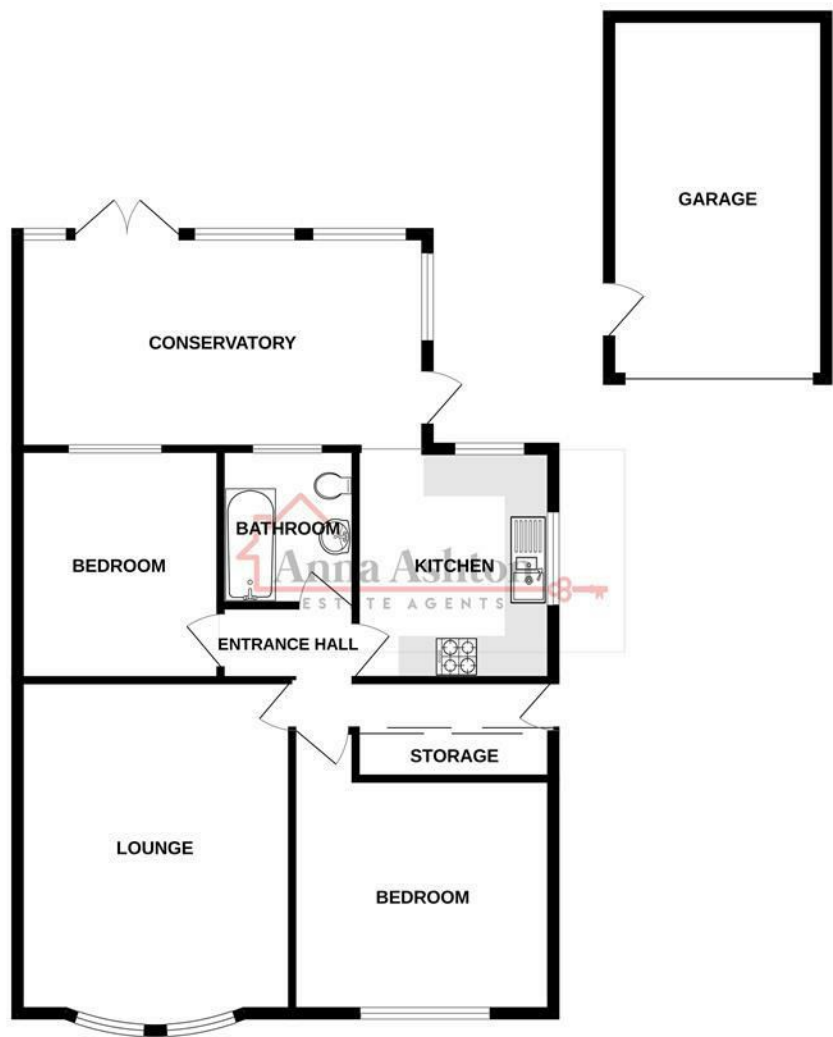 GARAGE
CONSERVATORY
BATHROOM
BEDROOM
KITCHEN
Anna Ashton
ESTATE AGENTS
ENTRANCE HALL
STORAGE
LOUNGE
BEDROOM